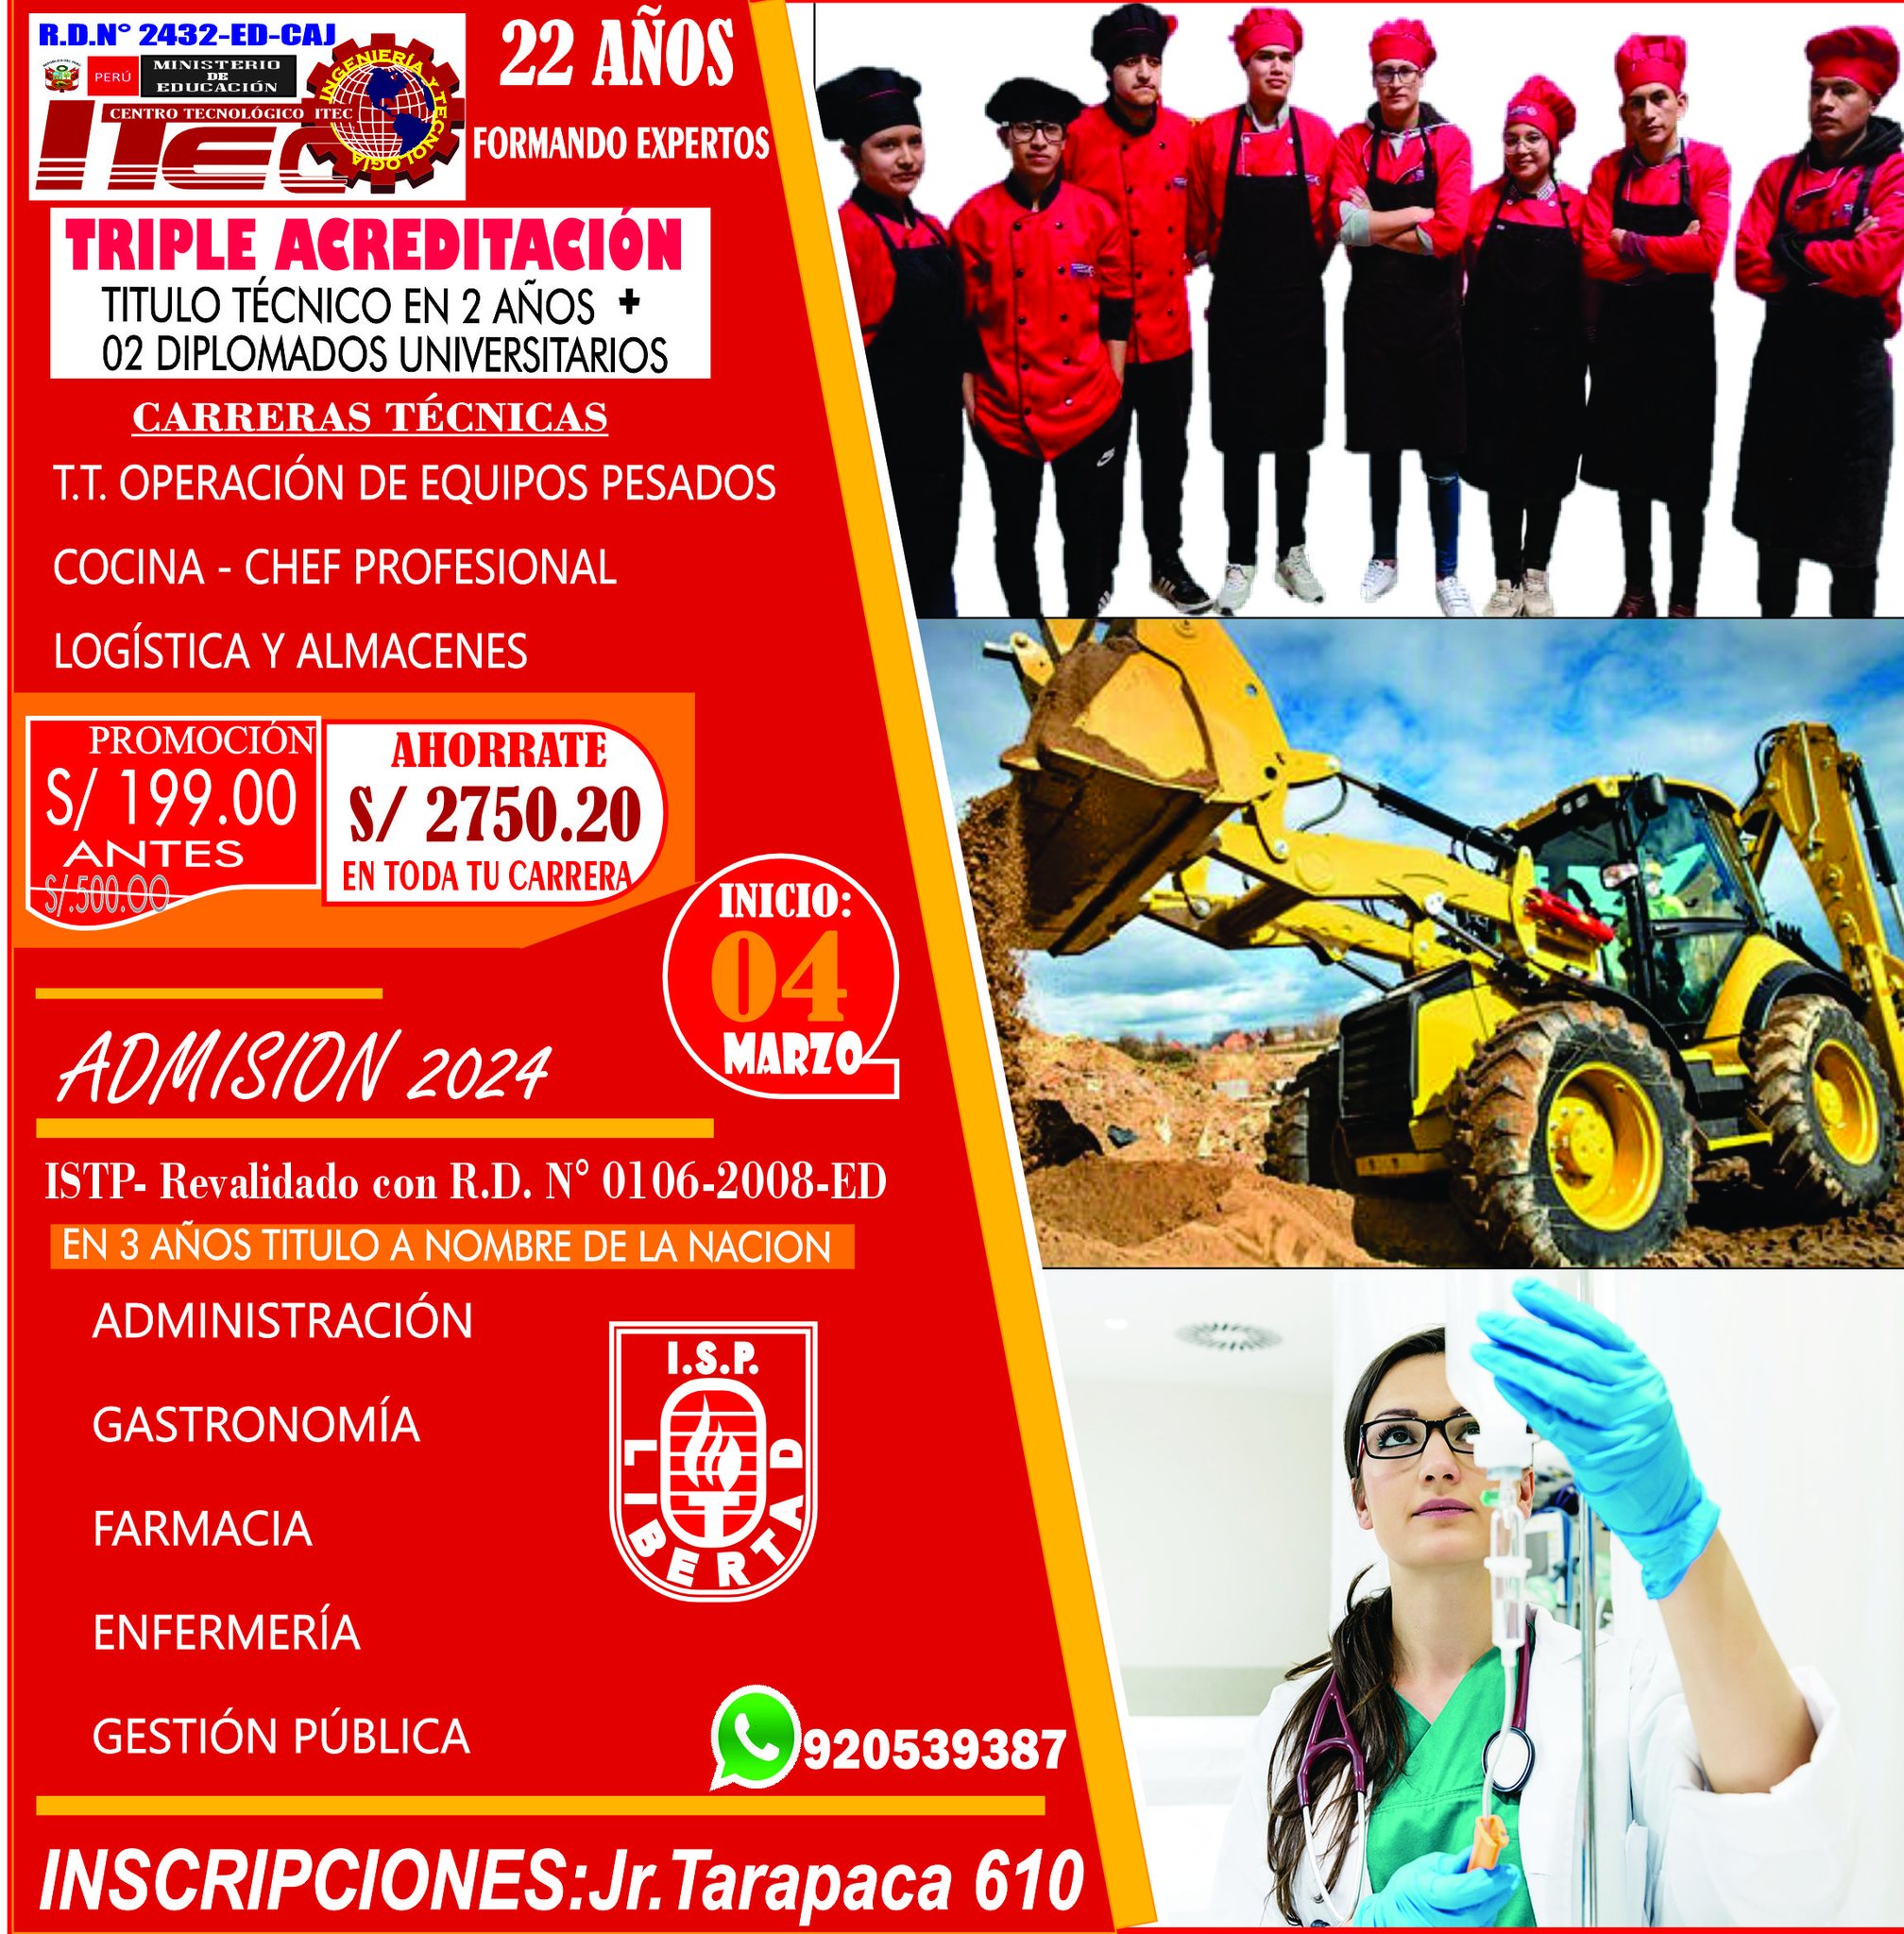 R.D.N° 2432-ED-CAJ
PERÚ
MINISTERIO
DE
EDUCACIÓN
CENTRO TECNOLÓGICO ITEC
ITEC
INGENIERÍA Y TECNOLOGÍA
22 AÑOS
FORMANDO EXPERTOS
TRIPLE ACREDITACIÓN
TITULO TÉCNICO EN 2 AÑOS +
02 DIPLOMADOS UNIVERSITARIOS
CARRERAS TÉCNICAS
T.T. OPERACIÓN DE EQUIPOS PESADOS
COCINA - CHEF PROFESIONAL
LOGÍSTICA Y ALMACENES
PROMOCIÓN
S/ 199.00
ANTES
S/.500.00
AHORRATE
S/ 2750.20
EN TODA TU CARRERA
INICIO:
04
MARZO
ADMISION 2024
ISTP- Revalidado con R.D. N° 0106-2008-ED
EN 3 AÑOS TITULO A NOMBRE DE LA NACION
ADMINISTRACIÓN
GASTRONOMÍA
FARMACIA
ENFERMERÍA
GESTIÓN PÚBLICA
I.S.P.
LIBERTAD
920539387
INSCRIPCIONES:Jr.Tarapaca 610